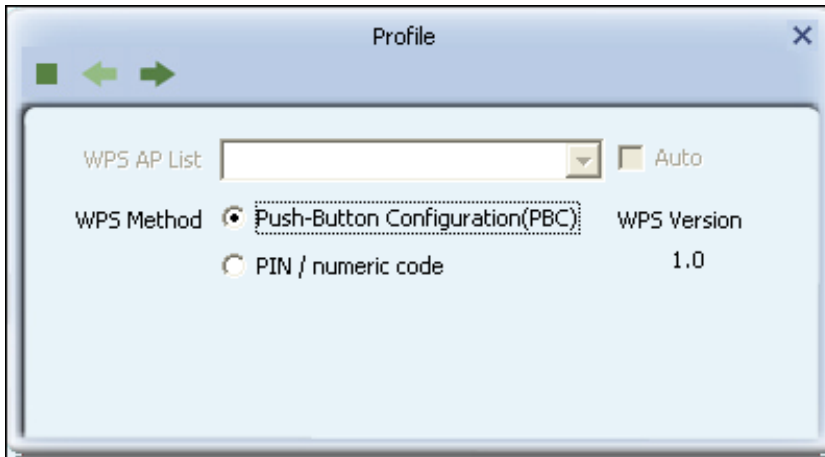 Profile
WPS AP List
Auto
WPS Method Push-Button Configuration(PBC) WPS Version
PIN / numeric code 1.0